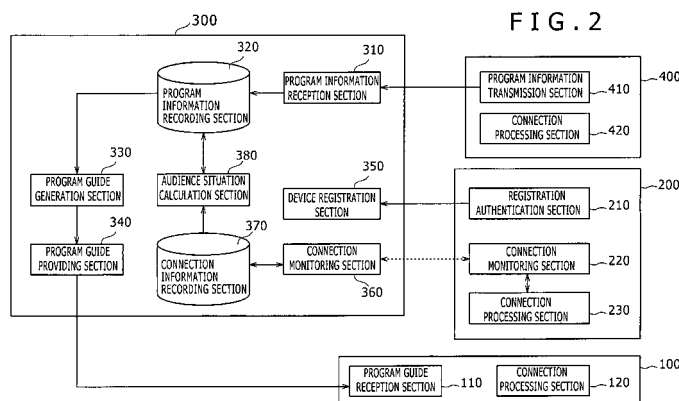 FIG.2
300
320
310
PROGRAM INFORMATION
RECEPTION SECTION
PROGRAM
INFORMATION
RECORDING SECTION
400
PROGRAM INFORMATION
TRANSMISSION SECTION
410
CONNECTION
PROCESSING SECTION
420
330
PROGRAM GUIDE
GENERATION SECTION
380
AUDIENCE SITUATION
CALCULATION SECTION
350
DEVICE REGISTRATION
SECTION
200
REGISTRATION
AUTHENTICATION SECTION
210
340
PROGRAM GUIDE
PROVIDING SECTION
370
CONNECTION
INFORMATION
RECORDING SECTION
CONNECTION
MONITORING SECTION
360
CONNECTION
MONITORING SECTION
220
CONNECTION
PROCESSING SECTION
230
100
PROGRAM GUIDE
RECEPTION SECTION
110
CONNECTION
PROCESSING SECTION
120